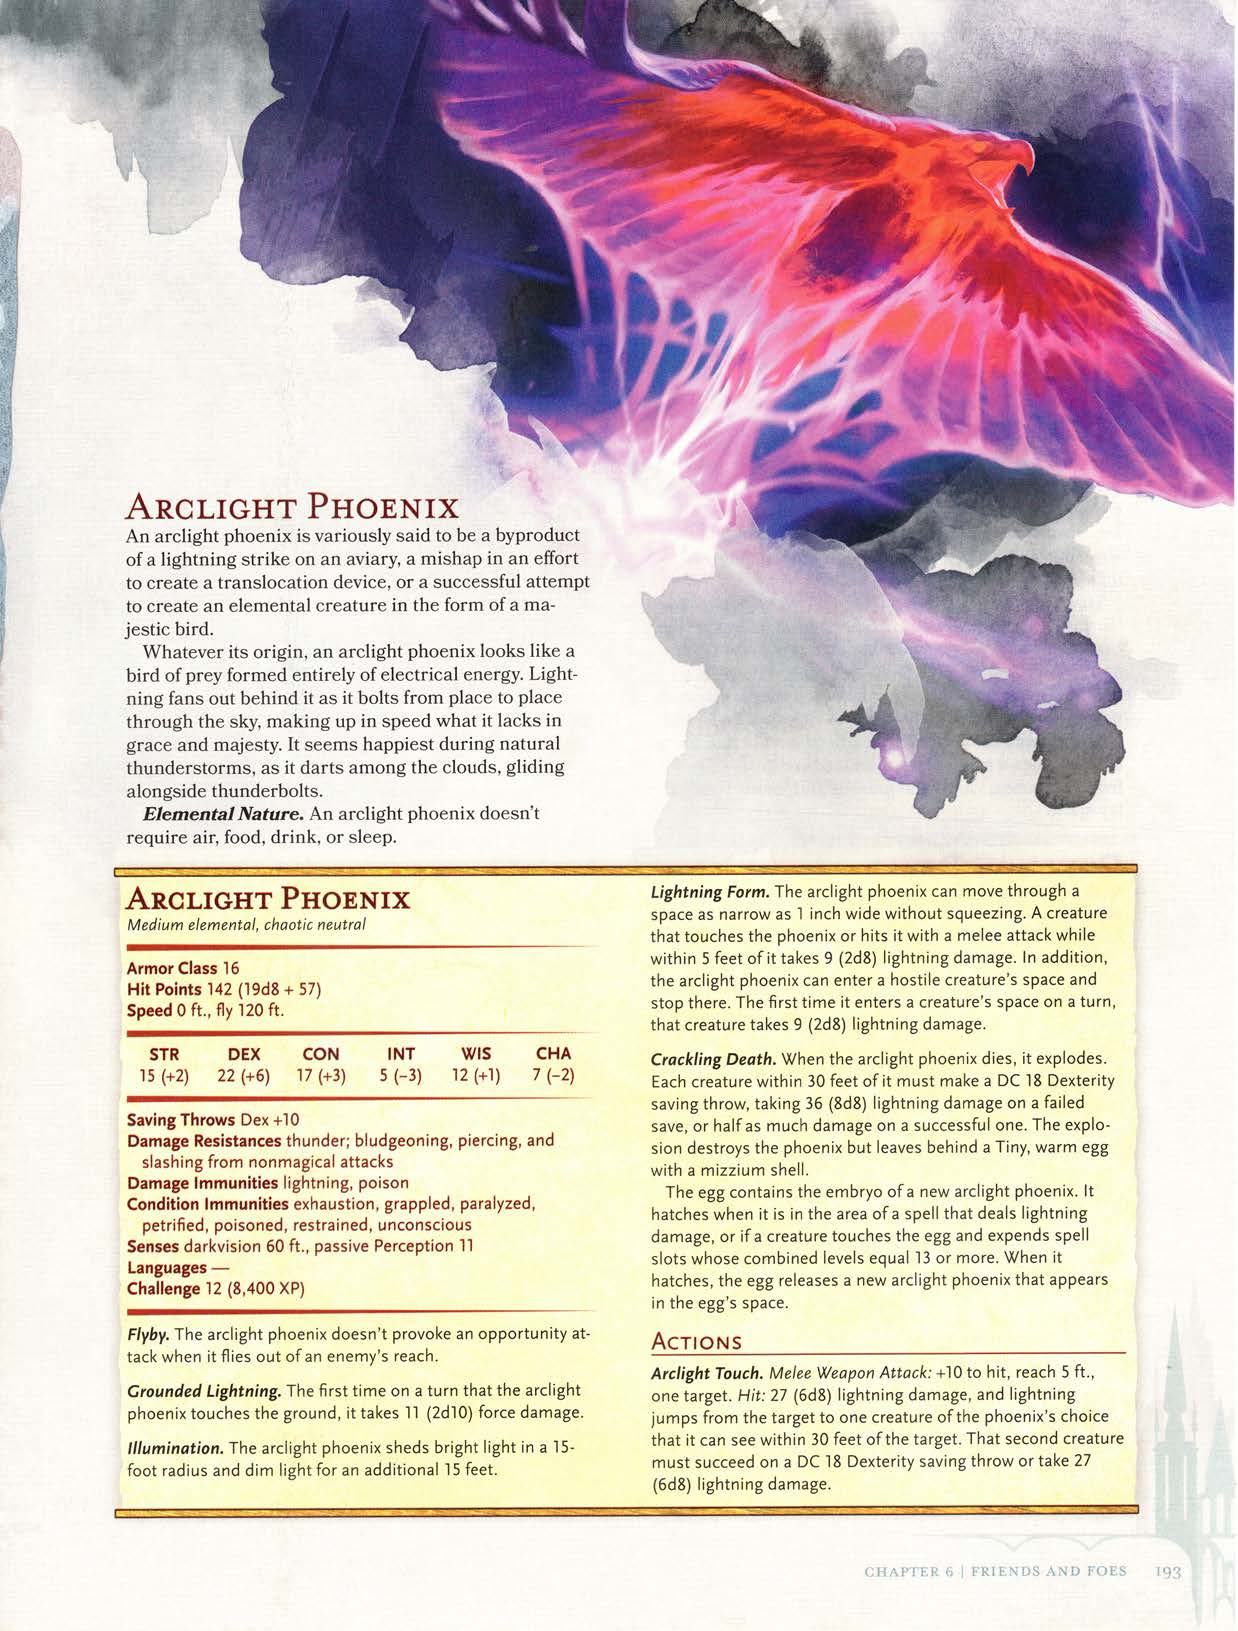 ARCLIGHT PHOENIX
An arclight phoenix is variously said to be a byproduct
of a lightning strike on an aviary, a mishap in an effort
to create a translocation device, or a successful attempt
to create an elemental creature in the form of a ma-
jestic bird.
Whatever its origin, an arclight phoenix looks like a
bird of prey formed entirely of electrical energy. Light-
ning fans out behind it as it bolts from place to place
through the sky, making up in speed what it lacks in
grace and majesty. It seems happiest during natural
thunderstorms, as it darts among the clouds, gliding
alongside thunderbolts.
Elemental Nature. An arclight phoenix doesn't
require air, food, drink, or sleep.
ARCLIGHT PHOENIX
Medium elemental, chaotic neutral
Armor Class 16
Hit Points 142 (19d8 + 57)
Speed 0 ft., fly 120 ft.
STR DEX CON INT WIS CHA
15 (+2) 22 (+6) 17 (+3) 5 (−3) 12 (+1) 7 (−2)
Saving Throws Dex +10
Damage Resistances thunder; bludgeoning, piercing, and
slashing from nonmagical attacks
Damage Immunities lightning, poison
Condition Immunities exhaustion, grappled, paralyzed,
petrified, poisoned, restrained, unconscious
Senses darkvision 60 ft., passive Perception 11
Languages —
Challenge 12 (8,400 XP)
Flyby. The arclight phoenix doesn't provoke an opportunity at-
tack when it flies out of an enemy's reach.
Grounded Lightning. The first time on a turn that the arclight
phoenix touches the ground, it takes 11 (2d10) force damage.
Illumination. The arclight phoenix sheds bright light in a 15-
foot radius and dim light for an additional 15 feet.
Lightning Form. The arclight phoenix can move through a
space as narrow as 1 inch wide without squeezing. A creature
that touches the phoenix or hits it with a melee attack while
within 5 feet of it takes 9 (2d8) lightning damage. In addition,
the arclight phoenix can enter a hostile creature's space and
stop there. The first time it enters a creature's space on a turn,
that creature takes 9 (2d8) lightning damage.
Crackling Death. When the arclight phoenix dies, it explodes.
Each creature within 30 feet of it must make a DC 18 Dexterity
saving throw, taking 36 (8d8) lightning damage on a failed
save, or half as much damage on a successful one. The explo-
sion destroys the phoenix but leaves behind a Tiny, warm egg
with a mizzium shell.
The egg contains the embryo of a new arclight phoenix. It
hatches when it is in the area of a spell that deals lightning
damage, or if a creature touches the egg and expends spell
slots whose combined levels equal 13 or more. When it
hatches, the egg releases a new arclight phoenix that appears
in the egg's space.
ACTIONS
Arclight Touch. Melee Weapon Attack: +10 to hit, reach 5 ft.,
one target. Hit: 27 (6d8) lightning damage, and lightning
jumps from the target to one creature of the phoenix's choice
that it can see within 30 feet of the target. That second creature
must succeed on a DC 18 Dexterity saving throw or take 27
(6d8) lightning damage.
CHAPTER 6 | FRIENDS AND FOES 193